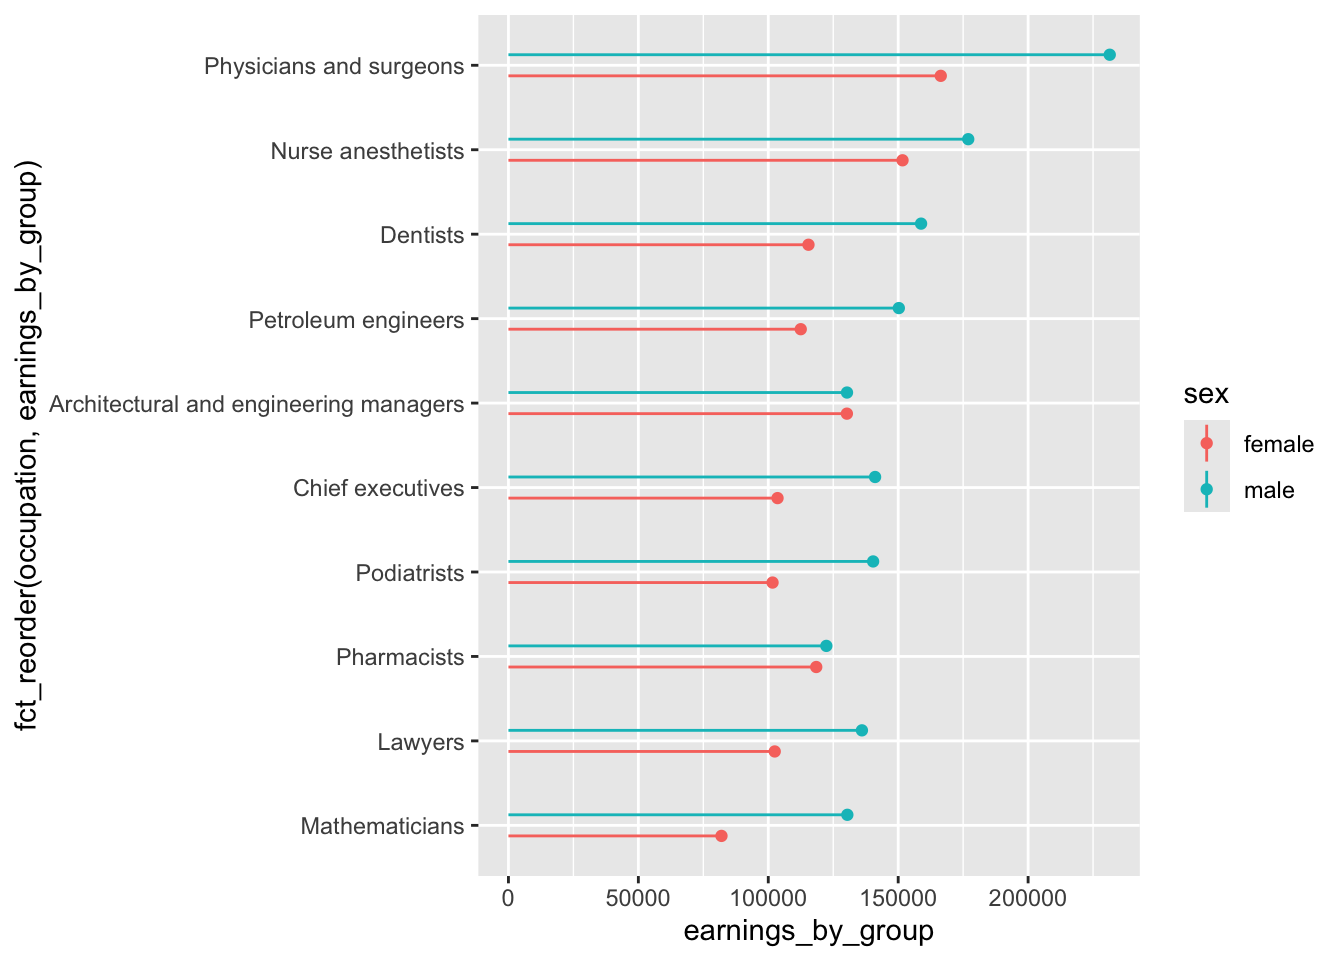 fct_reorder(occupation, earnings_by_group)
Physicians and surgeons
Nurse anesthetists
Dentists
Petroleum engineers
Architectural and engineering managers
Chief executives
Podiatrists
Pharmacists
Lawyers
Mathematicians
0 50000 100000 150000 200000
earnings_by_group
sex
female
male